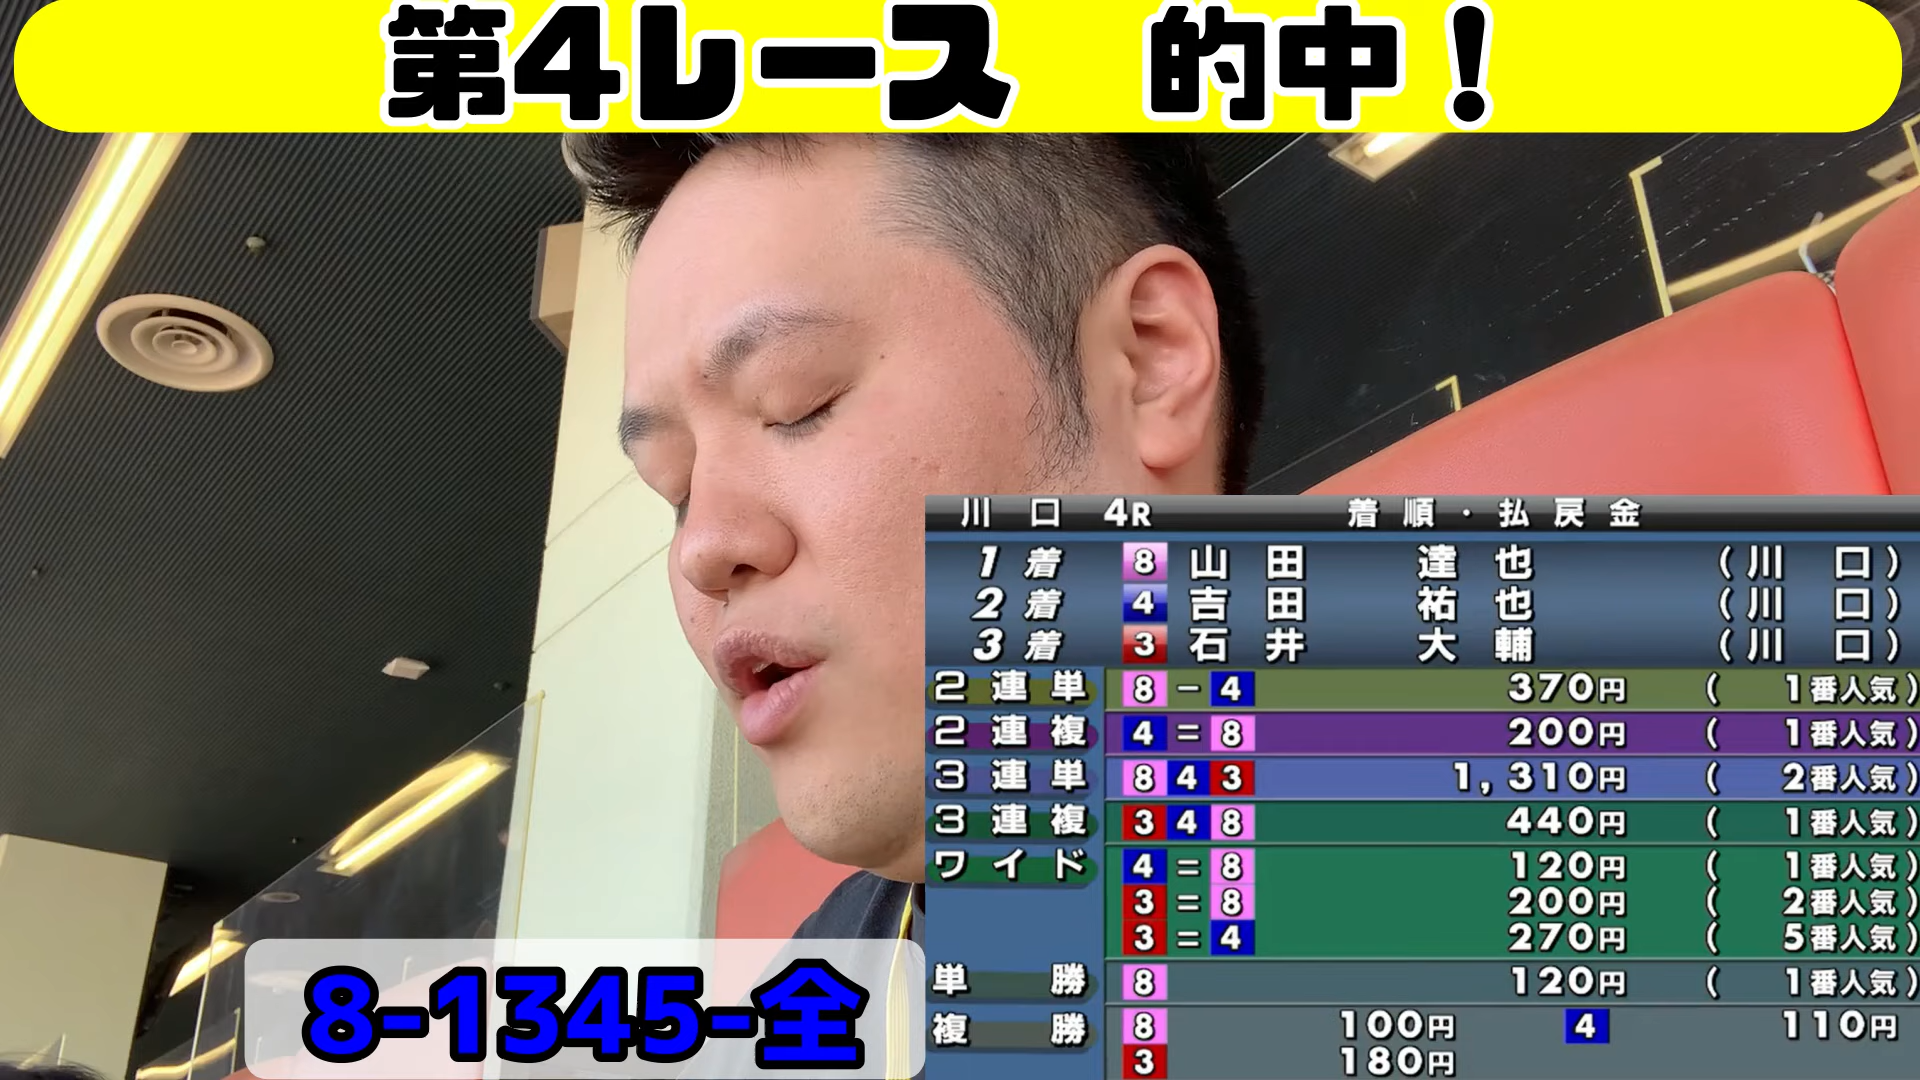 第4レース 的中！
川口 4R 着順・払戻金
1着 8 山田 達也 (川口)
2着 4 吉田 祐也 (川口)
3着 3 石井 大輔 (川口)
2連単 8-4 370円 (1番人気)
2連複 4=8 200円 (1番人気)
3連単 8 4 3 1,310円 (2番人気)
3連複 3 4 8 440円 (1番人気)
ワイド 4=8 120円 (1番人気)
3=8 200円 (2番人気)
3=4 270円 (5番人気)
単勝 8 120円 (1番人気)
複勝 8 100円 4 110円
3 180円
8-1345-全